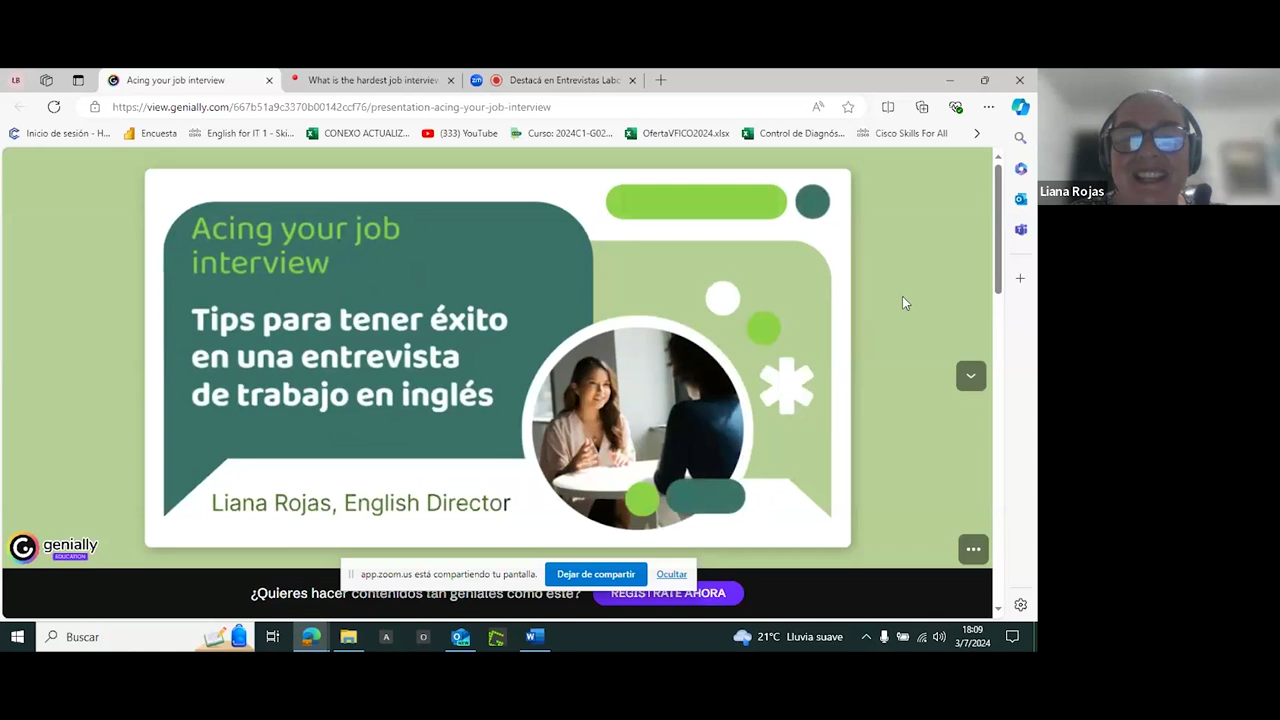 LB
Acing your job interview
What is the hardest job interview
zm
Destacá en Entrevistas Labo
https://view.genially.com/667b51a9c3370b00142ccf76/presentation-acing-your-job-interview
Inicio de sesión - H...
Encuesta
English for IT 1 - Ski...
CONEXO ACTUALIZ...
(333) YouTube
Curso: 2024C1-G02...
OfertaVFICO2024.xlsx
Control de Diagnós...
Cisco Skills For All
Liana Rojas
Acing your job
interview
Tips para tener éxito
en una entrevista
de trabajo en inglés
Liana Rojas, English Director
genially
EDUCATION
app.zoom.us está compartiendo tu pantalla.
Dejar de compartir
Ocultar
¿Quieres hacer contenidos tan geniales como este?
REGÍSTRATE AHORA
Buscar
A
O
21°C Lluvia suave
18:09
3/7/2024